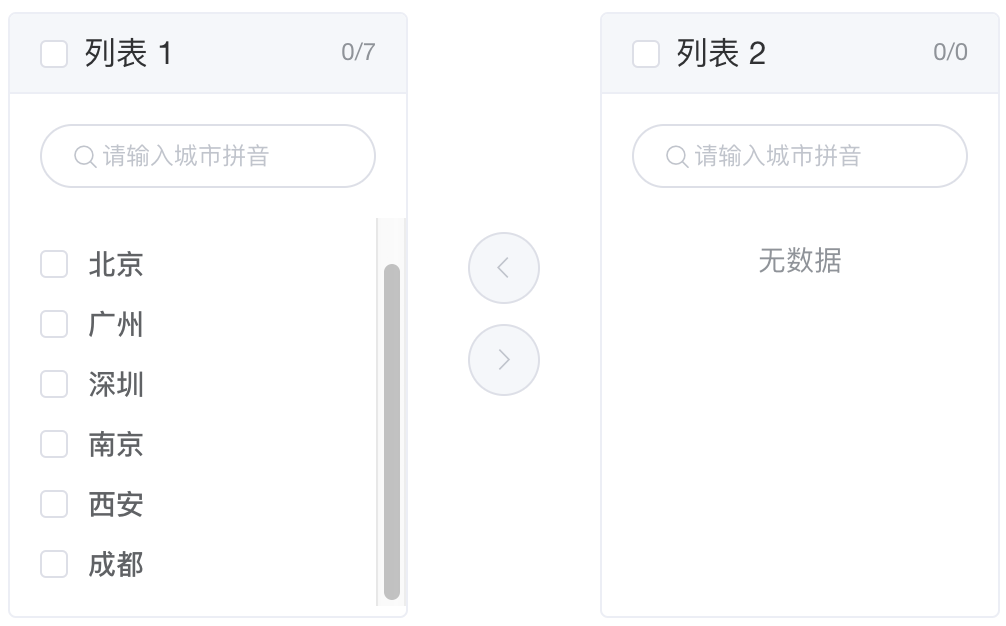 列表 1
0/7
请输入城市拼音
北京
广州
深圳
南京
西安
成都
列表 2
0/0
请输入城市拼音
无数据